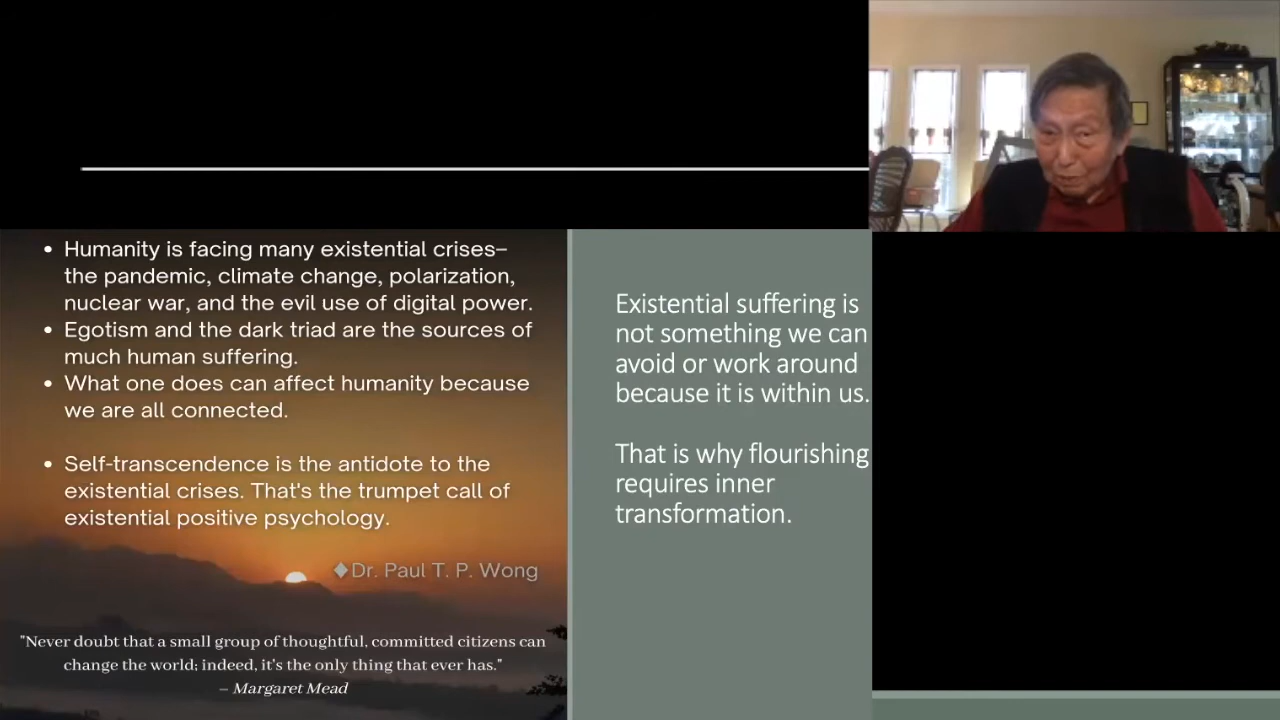 • Humanity is facing many existential crises–
the pandemic, climate change, polarization,
nuclear war, and the evil use of digital power.
• Egotism and the dark triad are the sources of
much human suffering.
• What one does can affect humanity because
we are all connected.
• Self-transcendence is the antidote to the
existential crises. That's the trumpet call of
existential positive psychology.
♦Dr. Paul T. P. Wong
"Never doubt that a small group of thoughtful, committed citizens can
change the world; indeed, it's the only thing that ever has."
– Margaret Mead
Existential suffering is
not something we can
avoid or work around
because it is within us.
That is why flourishing
requires inner
transformation.